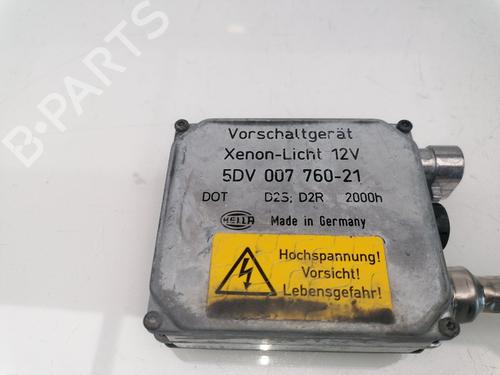 B-PARTS
Vorschaltgerät
Xenon-Licht 12V
5DV 007 760-21
DOT D2S; D2R 2000h
HELLA Made in Germany
Hochspannung!
Vorsicht!
Lebensgefahr!